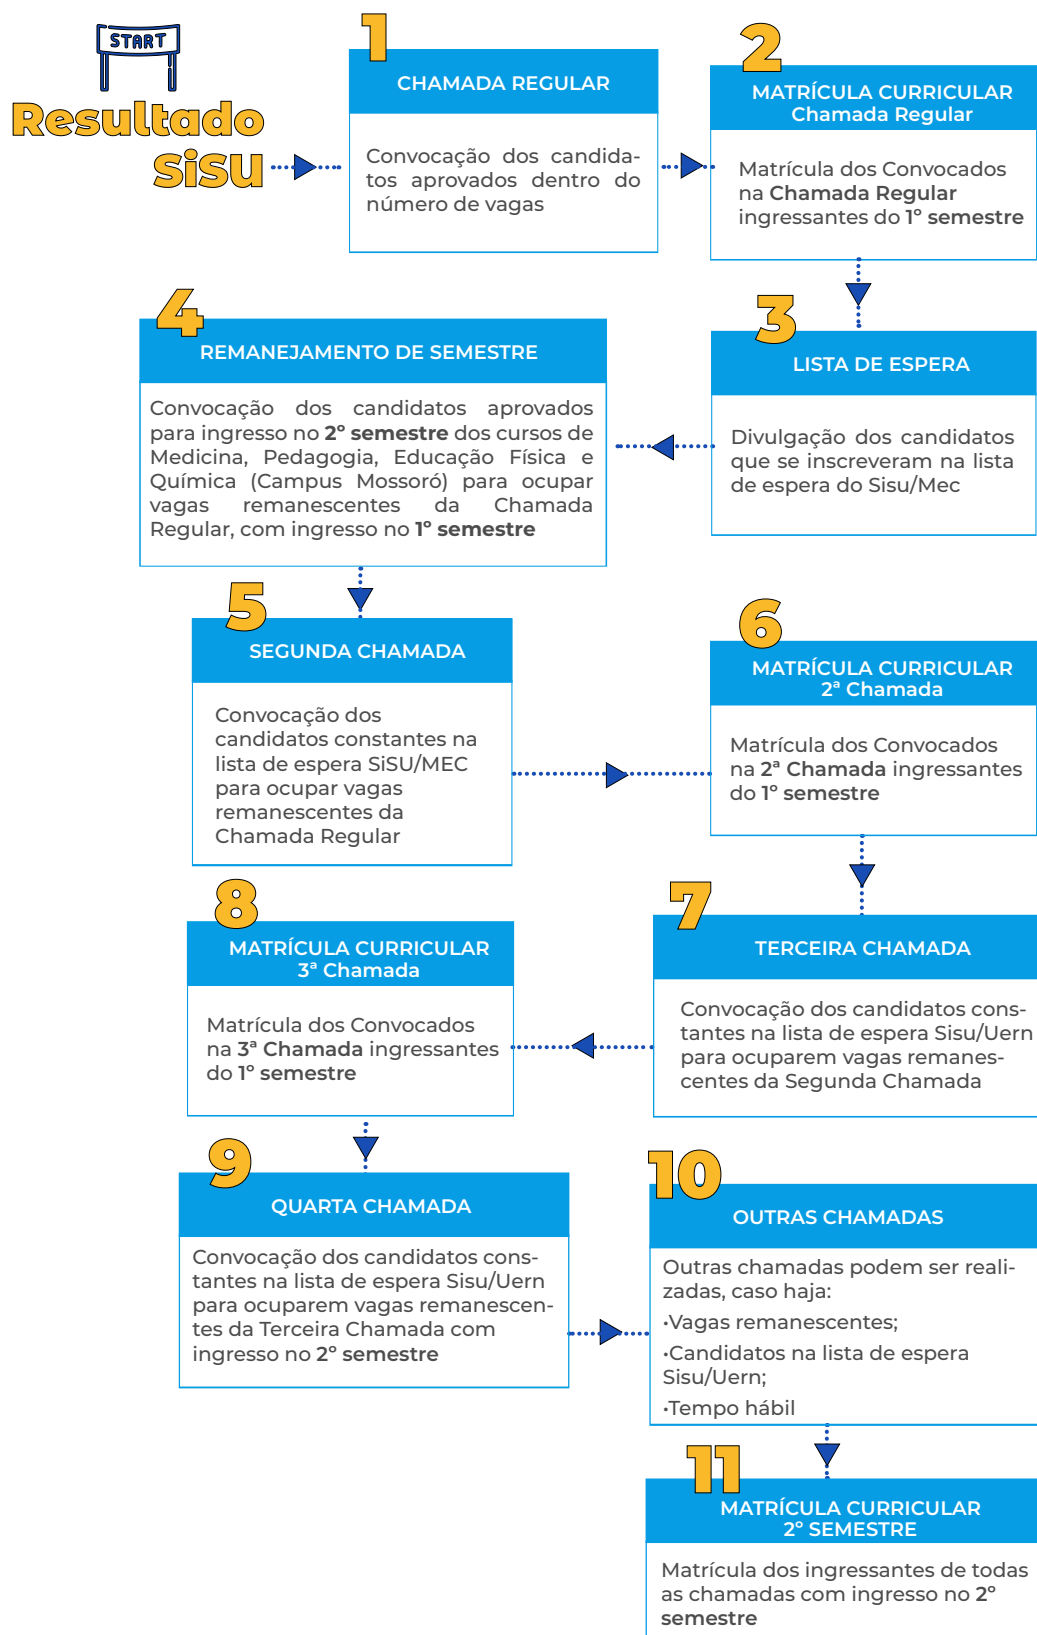 START
Resultado
SiSU
1
CHAMADA REGULAR
Convocação dos candida-
tos aprovados dentro do
número de vagas
2
MATRÍCULA CURRICULAR
Chamada Regular
Matrícula dos Convocados
na Chamada Regular
ingressantes do 1º semestre
3
LISTA DE ESPERA
Divulgação dos candidatos
que se inscreveram na lista
de espera do Sisu/Mec
4
REMANEJAMENTO DE SEMESTRE
Convocação dos candidatos aprovados
para ingresso no 2º semestre dos cursos de
Medicina, Pedagogia, Educação Física e
Química (Campus Mossoró) para ocupar
vagas remanescentes da Chamada
Regular, com ingresso no 1º semestre
5
SEGUNDA CHAMADA
Convocação dos
candidatos constantes na
lista de espera SiSU/MEC
para ocupar vagas
remanescentes da
Chamada Regular
6
MATRÍCULA CURRICULAR
2ª Chamada
Matrícula dos Convocados
na 2ª Chamada ingressantes
do 1º semestre
7
TERCEIRA CHAMADA
Convocação dos candidatos cons-
tantes na lista de espera Sisu/Uern
para ocuparem vagas remanes-
centes da Segunda Chamada
8
MATRÍCULA CURRICULAR
3ª Chamada
Matrícula dos Convocados
na 3ª Chamada ingressantes
do 1º semestre
9
QUARTA CHAMADA
Convocação dos candidatos cons-
tantes na lista de espera Sisu/Uern
para ocuparem vagas remanescen-
tes da Terceira Chamada com
ingresso no 2º semestre
10
OUTRAS CHAMADAS
Outras chamadas podem ser reali-
zadas, caso haja:
•Vagas remanescentes;
•Candidatos na lista de espera
Sisu/Uern;
•Tempo hábil
11
MATRÍCULA CURRICULAR
2º SEMESTRE
Matrícula dos ingressantes de todas
as chamadas com ingresso no 2º
semestre